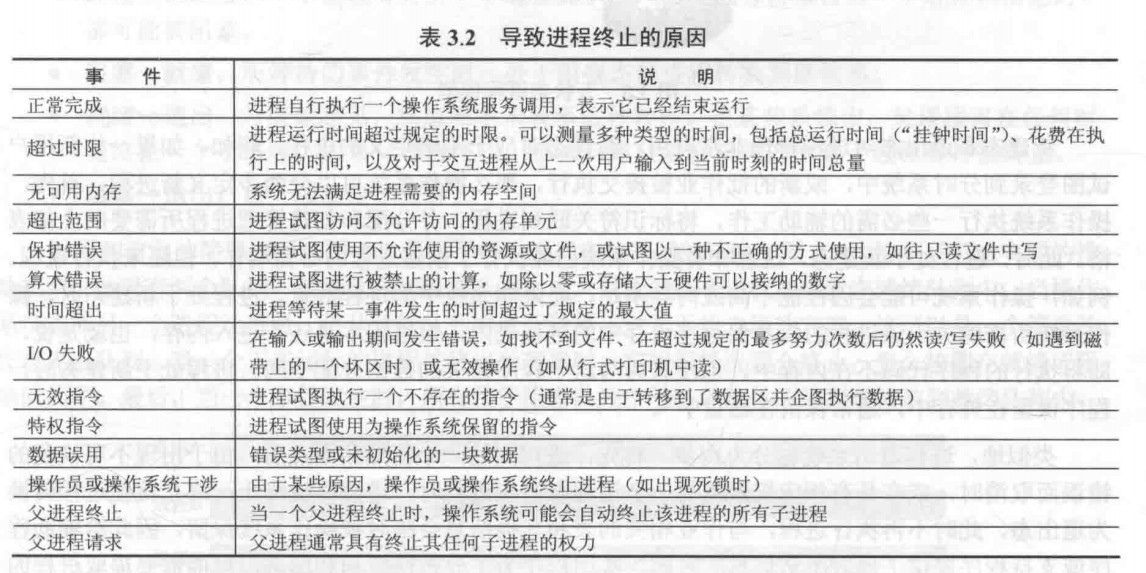 表 3.2 导致进程终止的原因
事 件 说 明
正常完成 进程自行执行一个操作系统服务调用，表示它已经结束运行
超过时限 进程运行时间超过规定的时限。可以测量多种类型的时间，包括总运行时间（“挂钟时间”）、花费在执
行上的时间，以及对于交互进程从上一次用户输入到当前时刻的时间总量
无可用内存 系统无法满足进程需要的内存空间
超出范围 进程试图访问不允许访问的内存单元
保护错误 进程试图使用不允许使用的资源或文件，或试图以一种不正确的方式使用，如往只读文件中写
算术错误 进程试图进行被禁止的计算，如除以零或存储大于硬件可以接纳的数字
时间超出 进程等待某一事件发生的时间超过了规定的最大值
I/O 失败 在输入或输出期间发生错误，如找不到文件、在超过规定的最多努力次数后仍然读/写失败（如遇到磁
带上的一个坏区时）或无效操作（如从行式打印机中读）
无效指令 进程试图执行一个不存在的指令（通常是由于转移到了数据区并企图执行数据）
特权指令 进程试图使用为操作系统保留的指令
数据误用 错误类型或未初始化的一块数据
操作员或操作系统干涉 由于某些原因，操作员或操作系统终止进程（如出现死锁时）
父进程终止 当一个父进程终止时，操作系统可能会自动终止该进程的所有子进程
父进程请求 父进程通常具有终止其任何子进程的权力